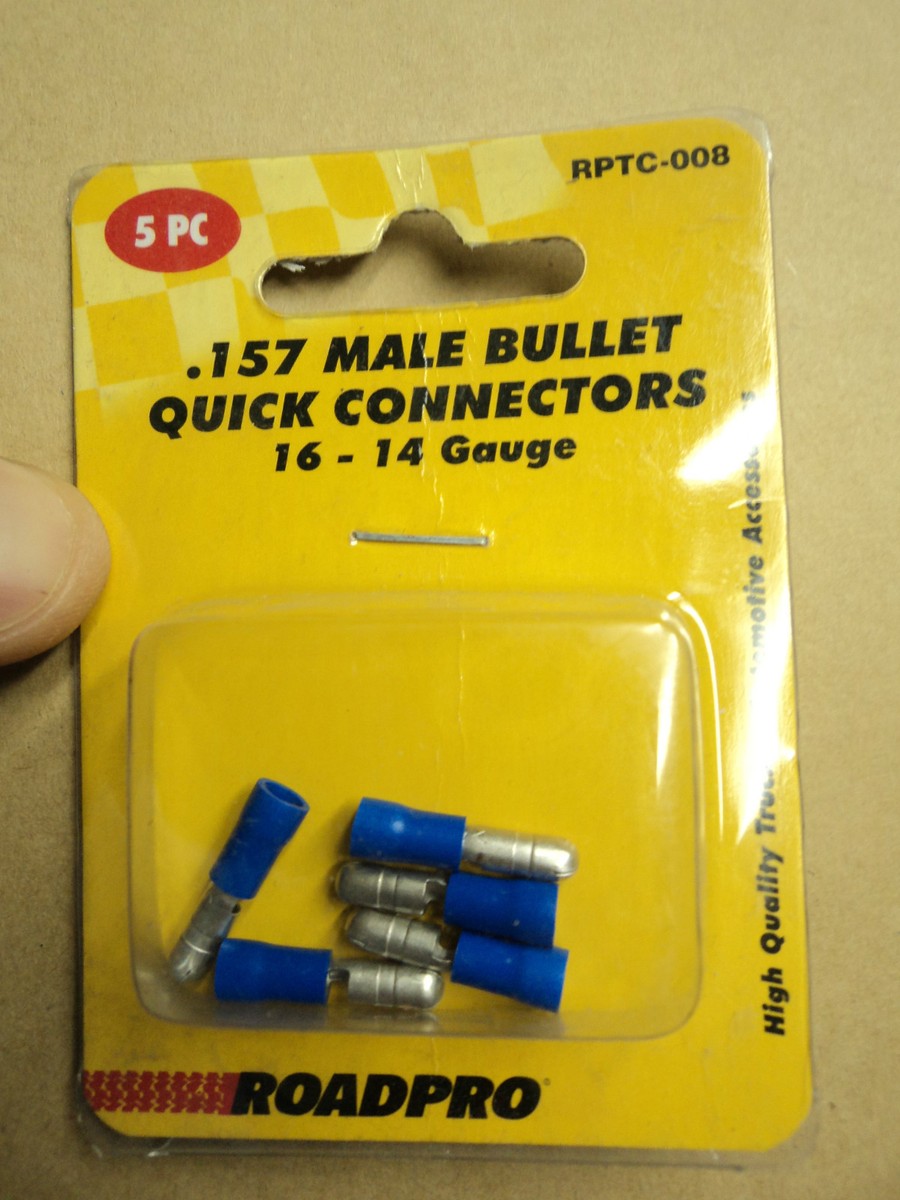 RPTC-008
5 PC
.157 MALE BULLET
QUICK CONNECTORS
16 - 14 Gauge
High Quality
ROADPRO